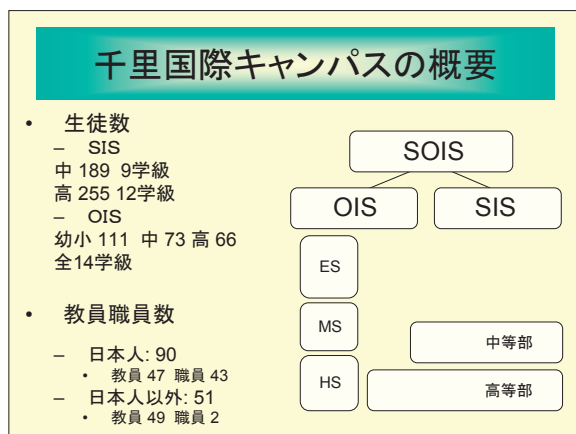 千里国際キャンパスの概要
• 生徒数
– SIS
中 189 9学級
高 255 12学級
– OIS
幼小 111 中 73 高 66
全14学級
• 教員職員数
– 日本人: 90
• 教員 47 職員 43
– 日本人以外: 51
• 教員 49 職員 2
SOIS
OIS SIS
ES
MS
中等部
HS
高等部